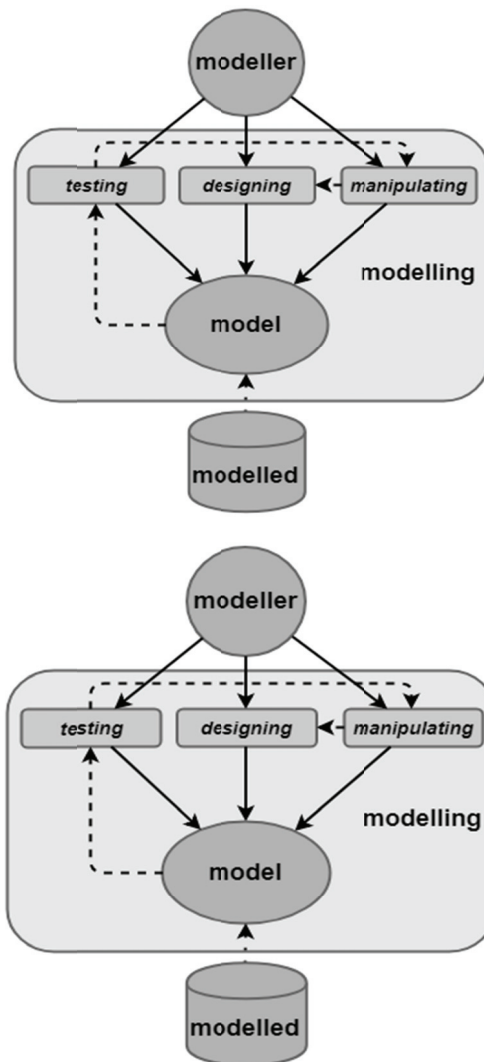 modeller
testing designing manipulating
modelling
model
modelled
modeller
testing designing manipulating
modelling
model
modelled